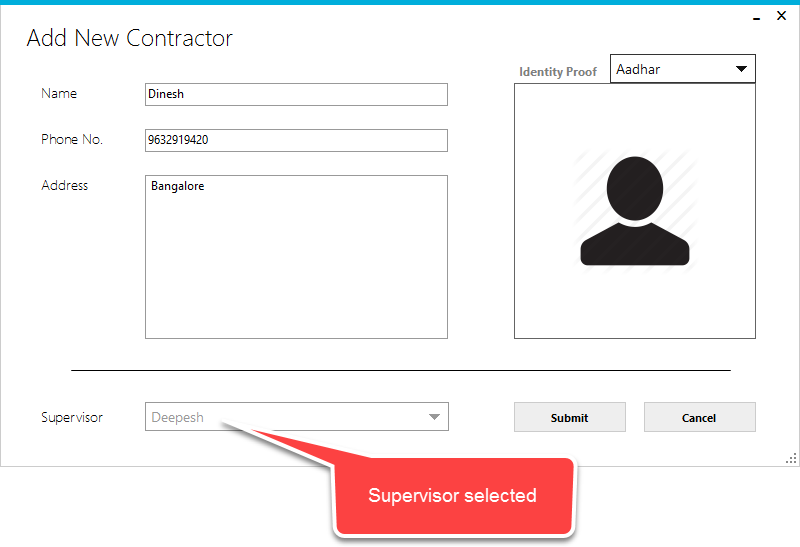 Add New Contractor
Identity Proof Aadhar
Name Dinesh
Phone No. 9632919420
Address Bangalore
Supervisor Deepesh
Submit Cancel
Supervisor selected